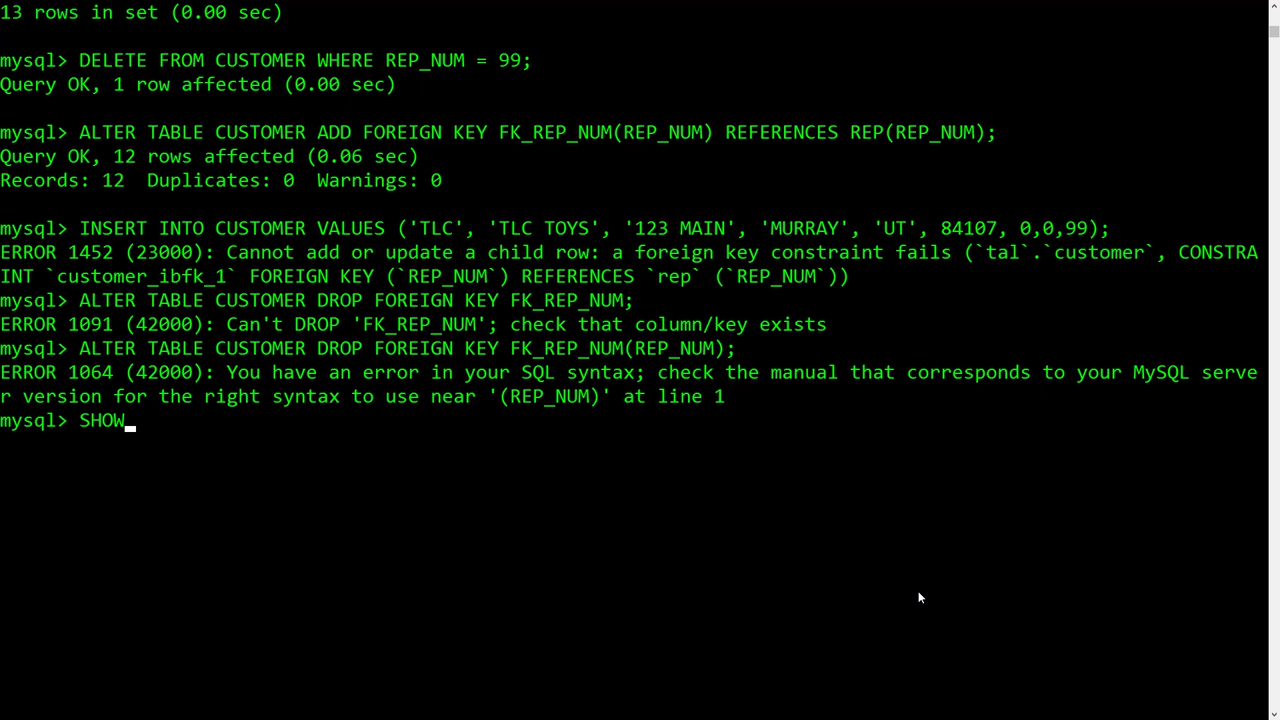 13 rows in set (0.00 sec)
mysql> DELETE FROM CUSTOMER WHERE REP_NUM = 99;
Query OK, 1 row affected (0.00 sec)
mysql> ALTER TABLE CUSTOMER ADD FOREIGN KEY FK_REP_NUM(REP_NUM) REFERENCES REP(REP_NUM);
Query OK, 12 rows affected (0.06 sec)
Records: 12  Duplicates: 0  Warnings: 0
mysql> INSERT INTO CUSTOMER VALUES ('TLC', 'TLC TOYS', '123 MAIN', 'MURRAY', 'UT', 84107, 0,0,99);
ERROR 1452 (23000): Cannot add or update a child row: a foreign key constraint fails (`tal`.`customer`, CONSTRA
INT `customer_ibfk_1` FOREIGN KEY (`REP_NUM`) REFERENCES `rep` (`REP_NUM`))
mysql> ALTER TABLE CUSTOMER DROP FOREIGN KEY FK_REP_NUM;
ERROR 1091 (42000): Can't DROP 'FK_REP_NUM'; check that column/key exists
mysql> ALTER TABLE CUSTOMER DROP FOREIGN KEY FK_REP_NUM(REP_NUM);
ERROR 1064 (42000): You have an error in your SQL syntax; check the manual that corresponds to your MySQL serve
r version for the right syntax to use near '(REP_NUM)' at line 1
mysql> SHOW